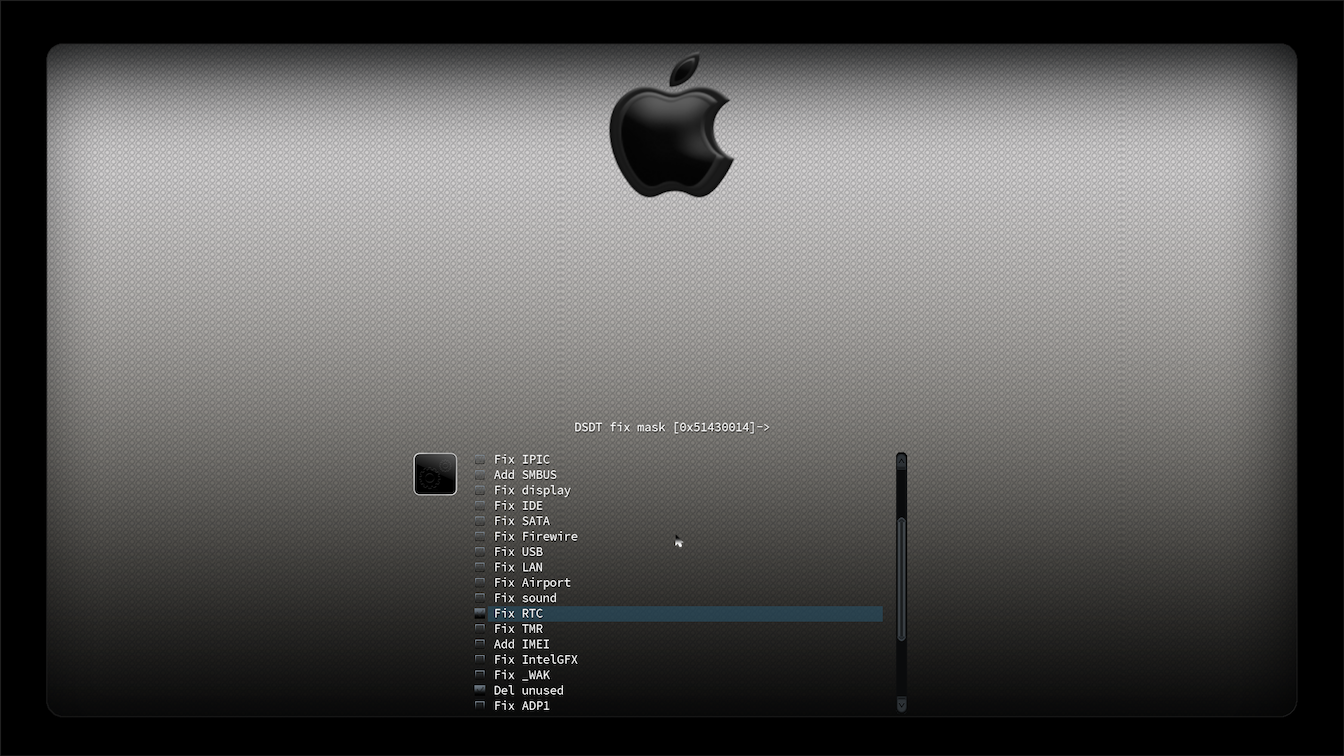 DSDT fix mask [0x51430014]->
Fix IPIC
Add SMBUS
Fix display
Fix IDE
Fix SATA
Fix Firewire
Fix USB
Fix LAN
Fix Airport
Fix sound
Fix RTC
Fix TMR
Add IMEI
Fix IntelGFX
Fix _WAK
Del unused
Fix ADP1